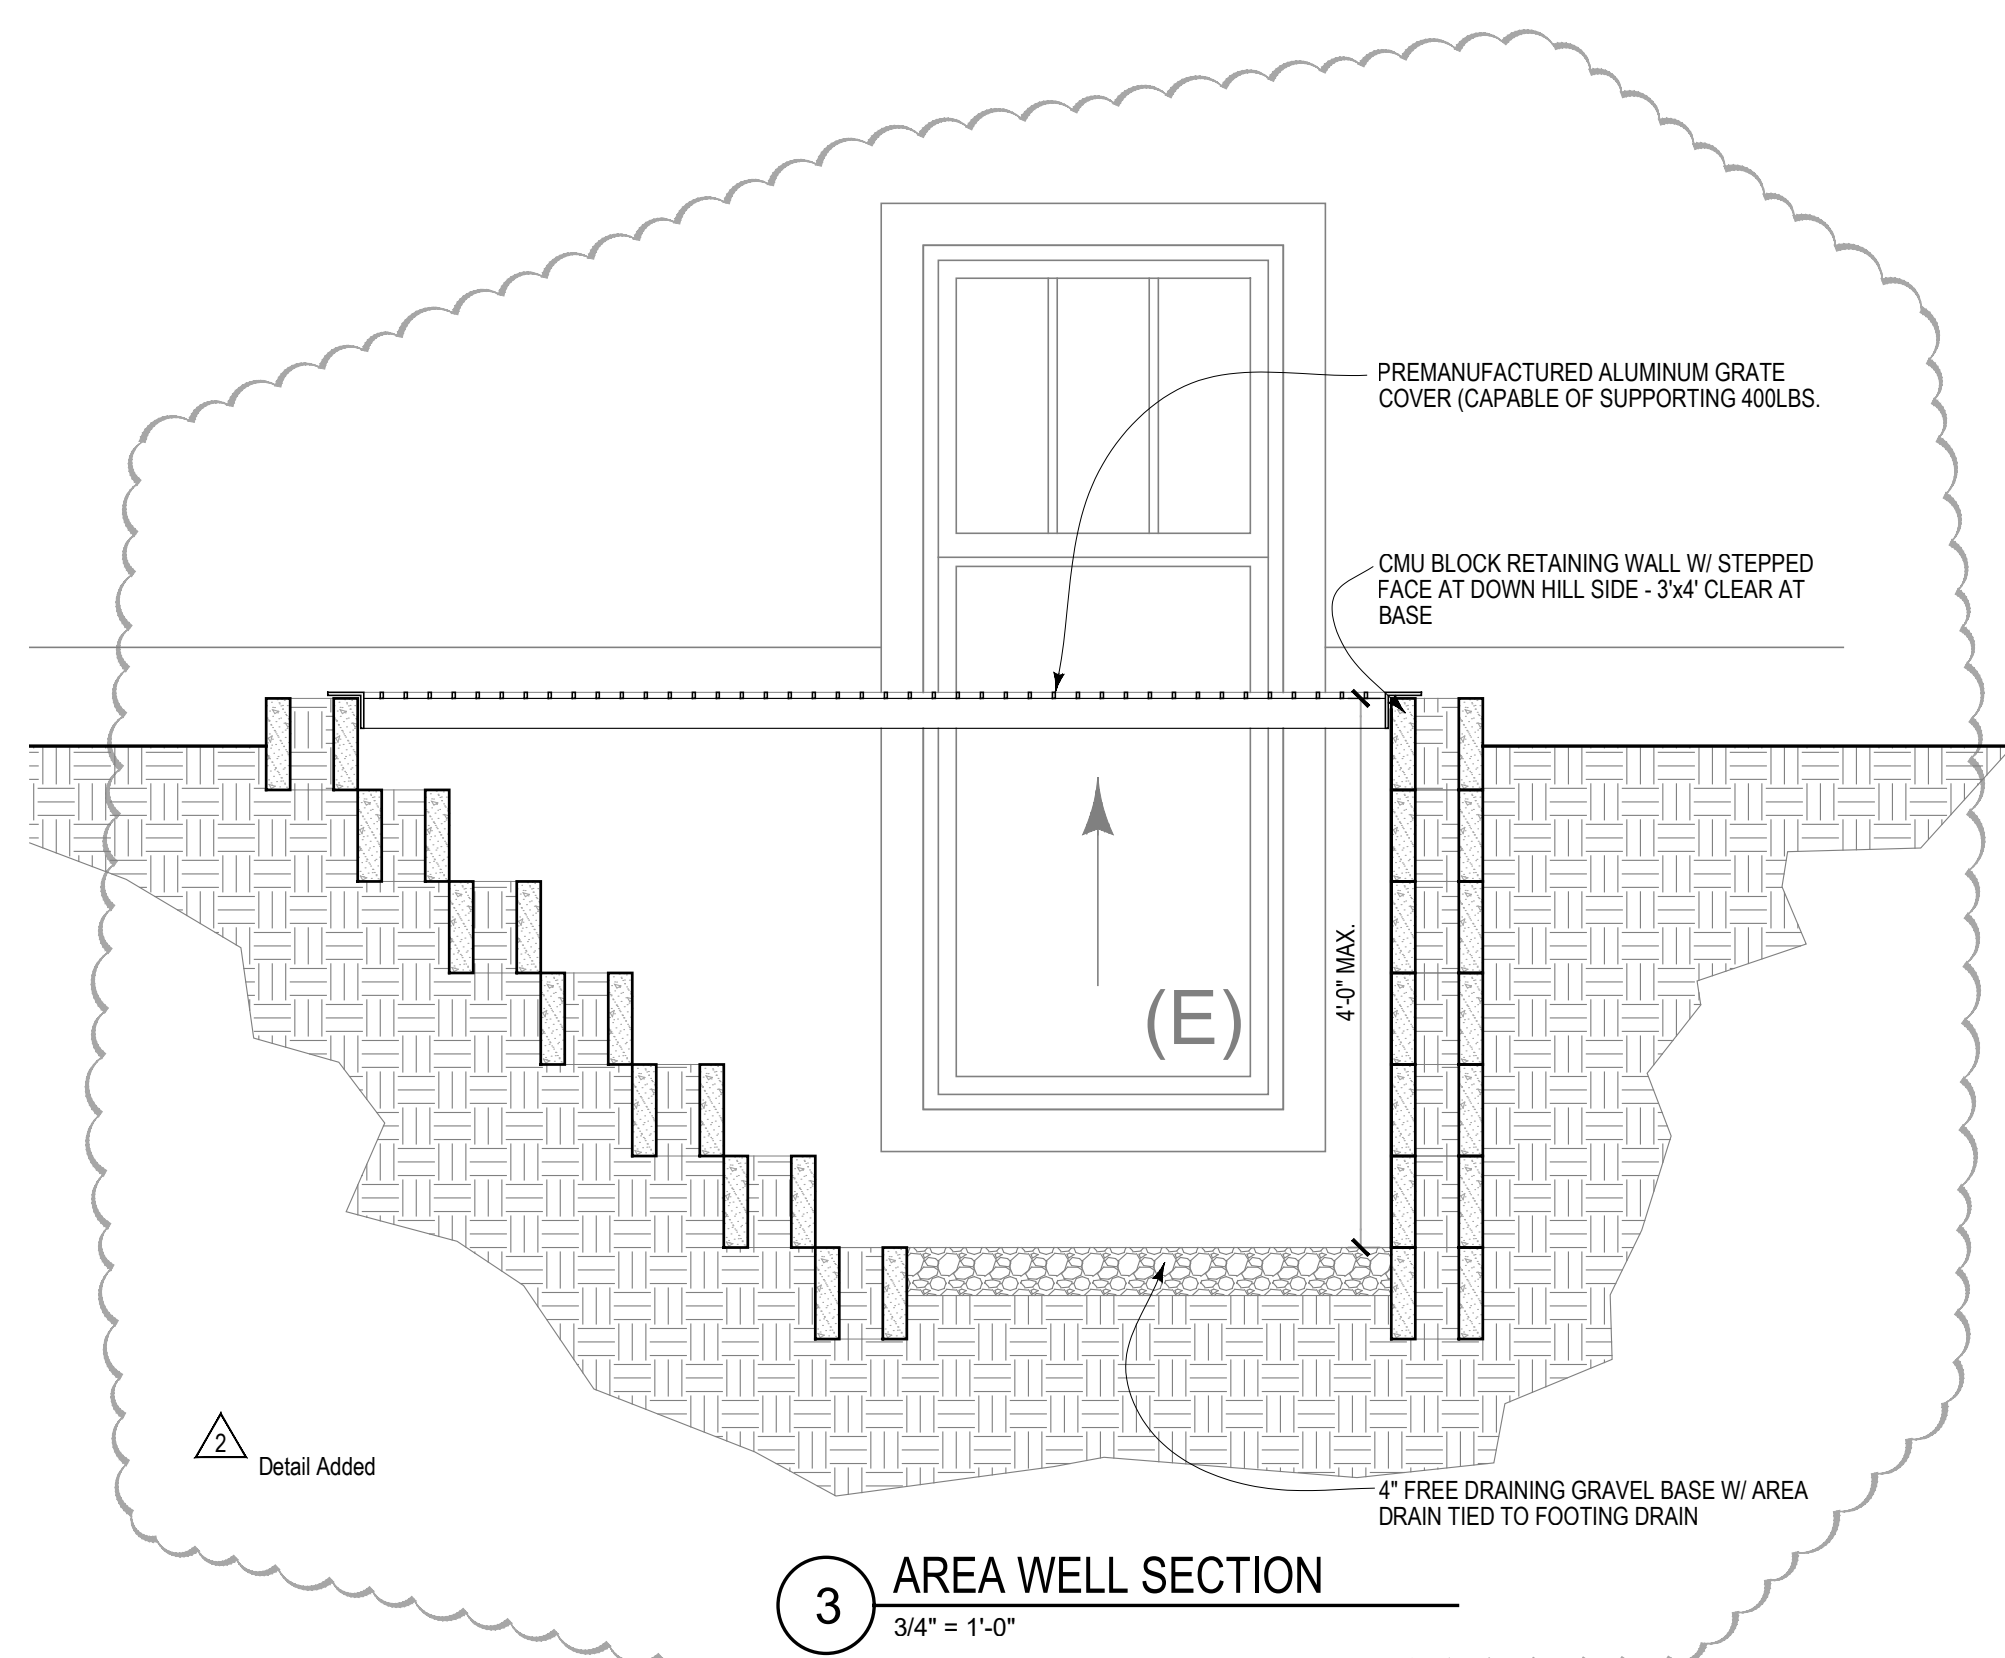 PREMANUFACTURED ALUMINUM GRATE
COVER (CAPABLE OF SUPPORTING 400LBS.
CMU BLOCK RETAINING WALL W/ STEPPED
FACE AT DOWN HILL SIDE - 3'x4' CLEAR AT
BASE
4'-0" MAX.
(E)
2
Detail Added
4" FREE DRAINING GRAVEL BASE W/ AREA
DRAIN TIED TO FOOTING DRAIN
3
AREA WELL SECTION
3/4" = 1'-0"